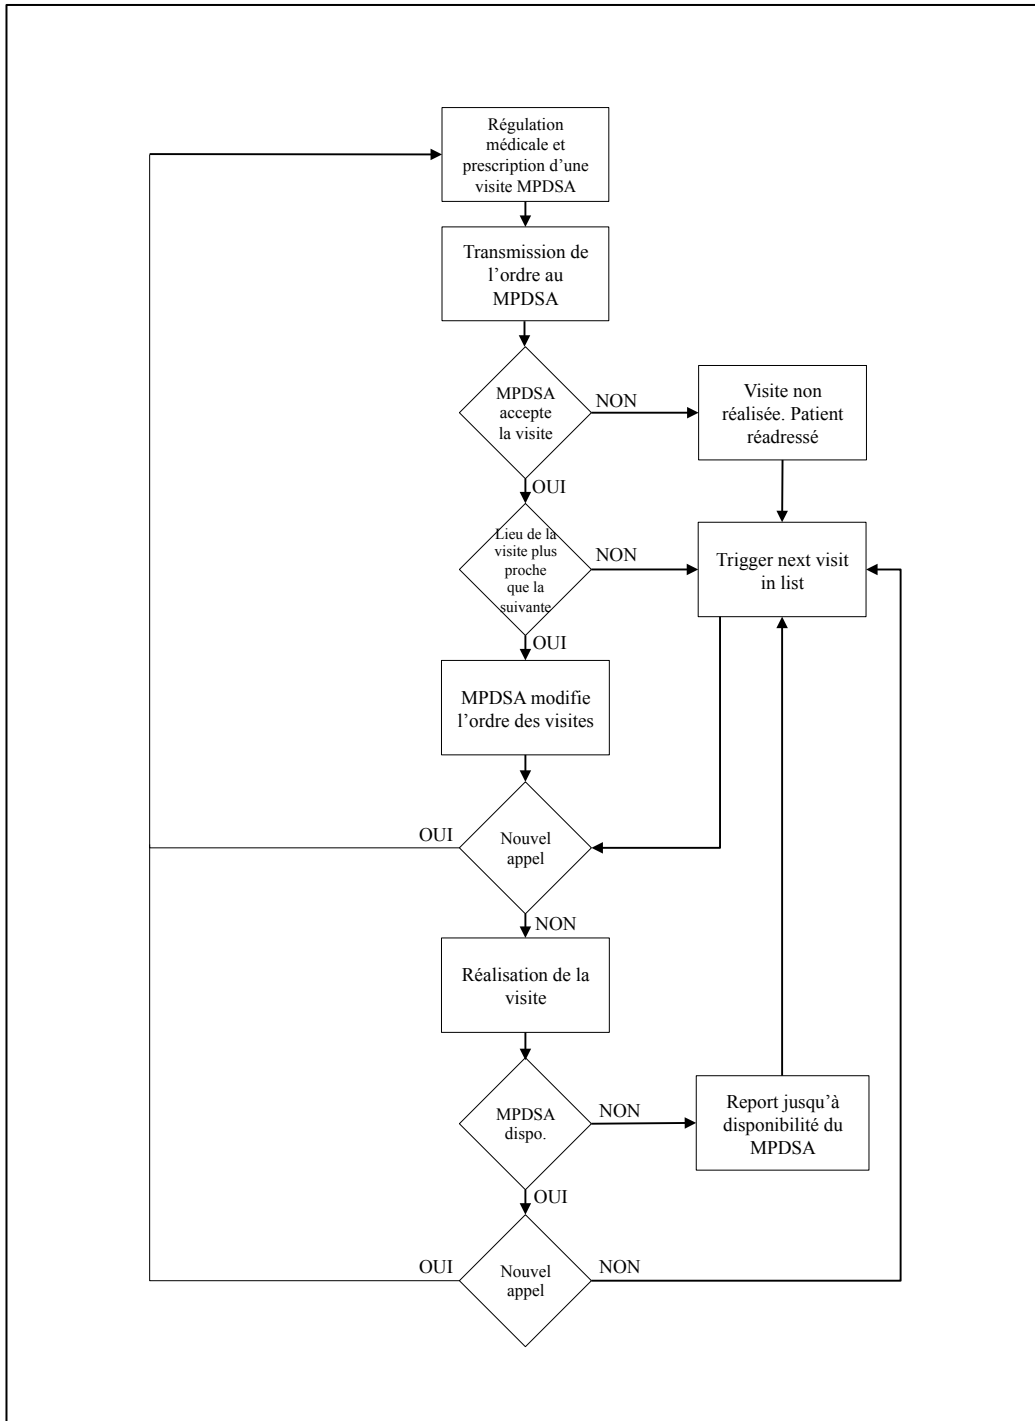 Régulation
médicale et
prescription d’une
visite MPDSA
Transmission de
l’ordre au
MPDSA
MPDSA
accepte
la visite
NON
Visite non
réalisée. Patient
réadressé
OUI
Lieu de la
visite plus
proche
que la
suivante
NON
Trigger next visit
in list
OUI
MPDSA modifie
l’ordre des visites
OUI
Nouvel
appel
NON
Réalisation de la
visite
MPDSA
dispo.
NON
Report jusqu’à
disponibilité du
MPDSA
OUI
OUI
Nouvel
appel
NON